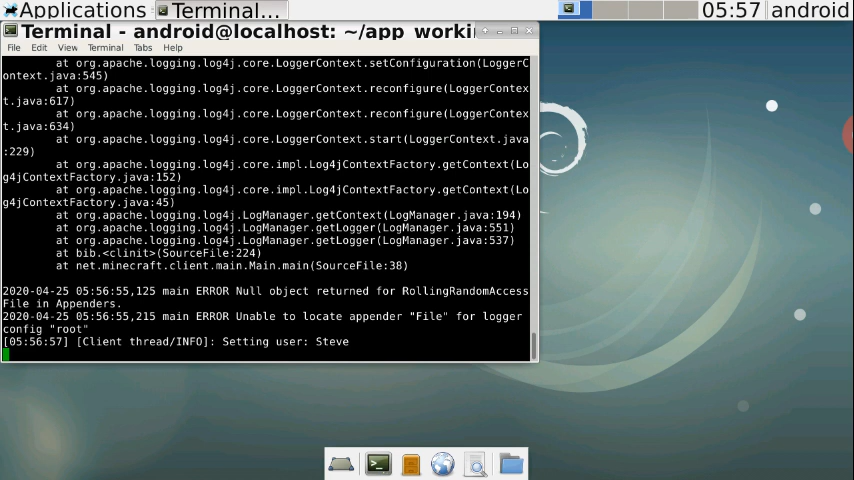 Applications
Terminal...
05:57
android
Terminal - android@localhost: ~/app_worki
File Edit View Terminal Tabs Help
at org.apache.logging.log4j.core.LoggerContext.setConfiguration(LoggerC
ontext.java:545)
at org.apache.logging.log4j.core.LoggerContext.reconfigure(LoggerContex
t.java:617)
at org.apache.logging.log4j.core.LoggerContext.reconfigure(LoggerContex
t.java:634)
at org.apache.logging.log4j.core.LoggerContext.start(LoggerContext.java
:229)
at org.apache.logging.log4j.core.impl.Log4jContextFactory.getContext(Lo
g4jContextFactory.java:152)
at org.apache.logging.log4j.core.impl.Log4jContextFactory.getContext(Lo
g4jContextFactory.java:45)
at org.apache.logging.log4j.LogManager.getContext(LogManager.java:194)
at org.apache.logging.log4j.LogManager.getLogger(LogManager.java:551)
at org.apache.logging.log4j.LogManager.getLogger(LogManager.java:537)
at bib.<clinit>(SourceFile:224)
at net.minecraft.client.main.Main.main(SourceFile:38)
2020-04-25 05:56:55,125 main ERROR Null object returned for RollingRandomAccess
File in Appenders.
2020-04-25 05:56:55,215 main ERROR Unable to locate appender "File" for logger
config "root"
[05:56:57] [Client thread/INFO]: Setting user: Steve